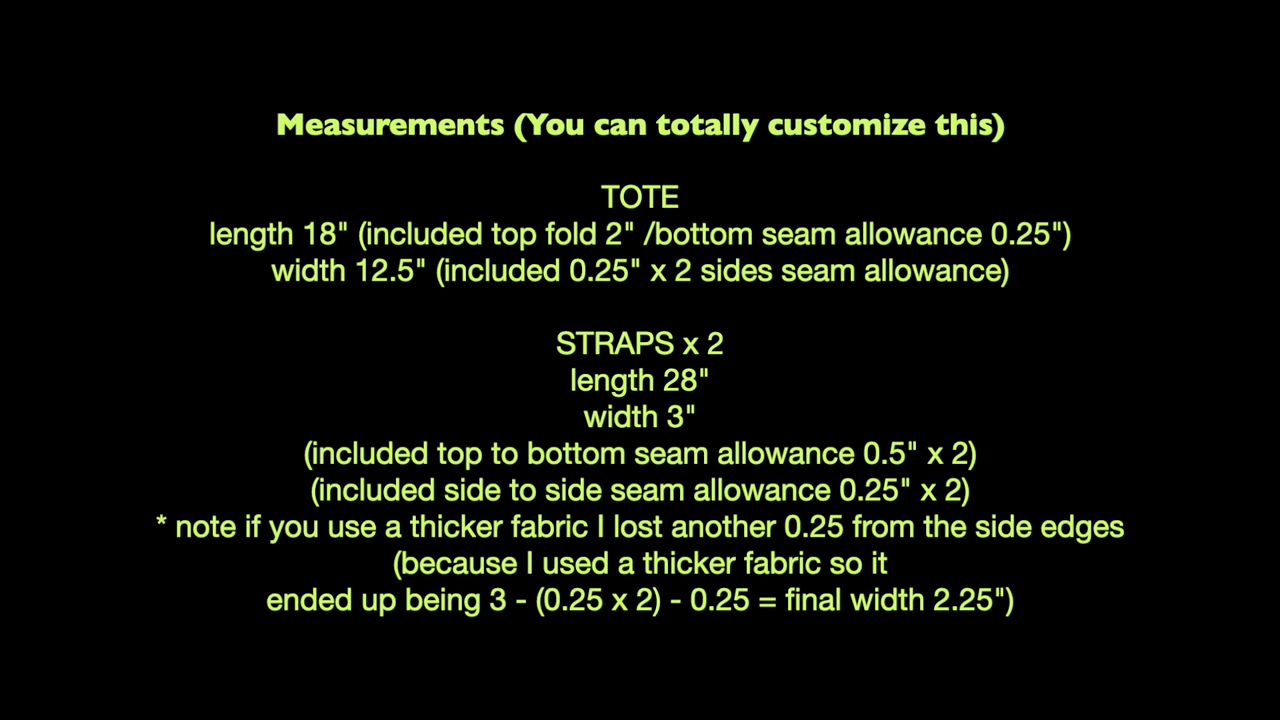 Measurements (You can totally customize this)
TOTE
length 18" (included top fold 2" /bottom seam allowance 0.25")
width 12.5" (included 0.25" x 2 sides seam allowance)
STRAPS x 2
length 28"
width 3"
(included top to bottom seam allowance 0.5" x 2)
(included side to side seam allowance 0.25" x 2)
* note if you use a thicker fabric I lost another 0.25 from the side edges
(because I used a thicker fabric so it
ended up being 3 - (0.25 x 2) - 0.25 = final width 2.25")